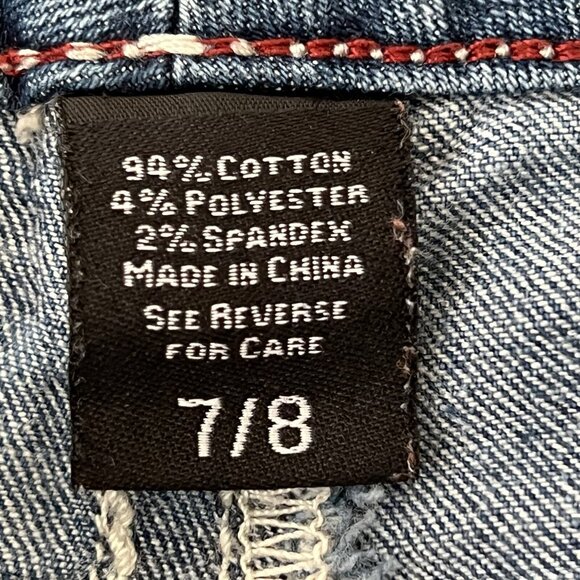 94% COTTON
4% POLYESTER
2% SPANDEX
MADE IN CHINA
SEE REVERSE
FOR CARE
7/8